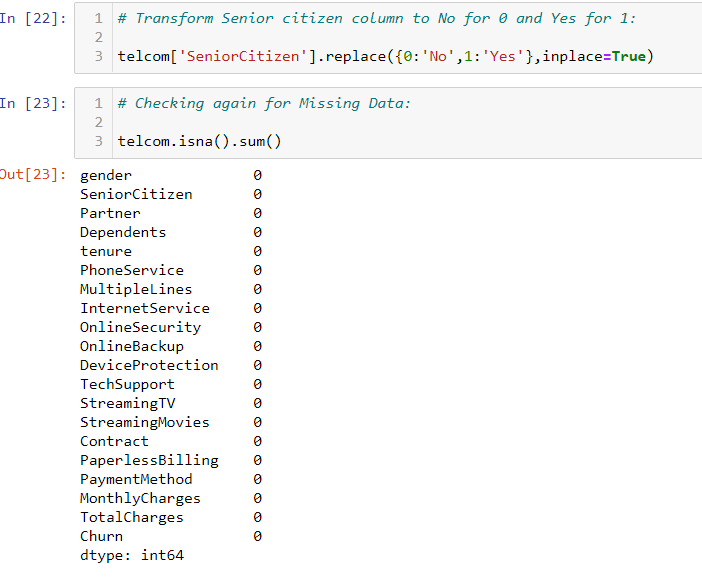 In [22]:
1 # Transform Senior citizen column to No for 0 and Yes for 1:
2
3 telcom['SeniorCitizen'].replace({0:'No',1:'Yes'},inplace=True)
In [23]:
1 # Checking again for Missing Data:
2
3 telcom.isna().sum()
Out[23]:
gender 0
SeniorCitizen 0
Partner 0
Dependents 0
tenure 0
PhoneService 0
MultipleLines 0
InternetService 0
OnlineSecurity 0
OnlineBackup 0
DeviceProtection 0
TechSupport 0
StreamingTV 0
StreamingMovies 0
Contract 0
PaperlessBilling 0
PaymentMethod 0
MonthlyCharges 0
TotalCharges 0
Churn 0
dtype: int64